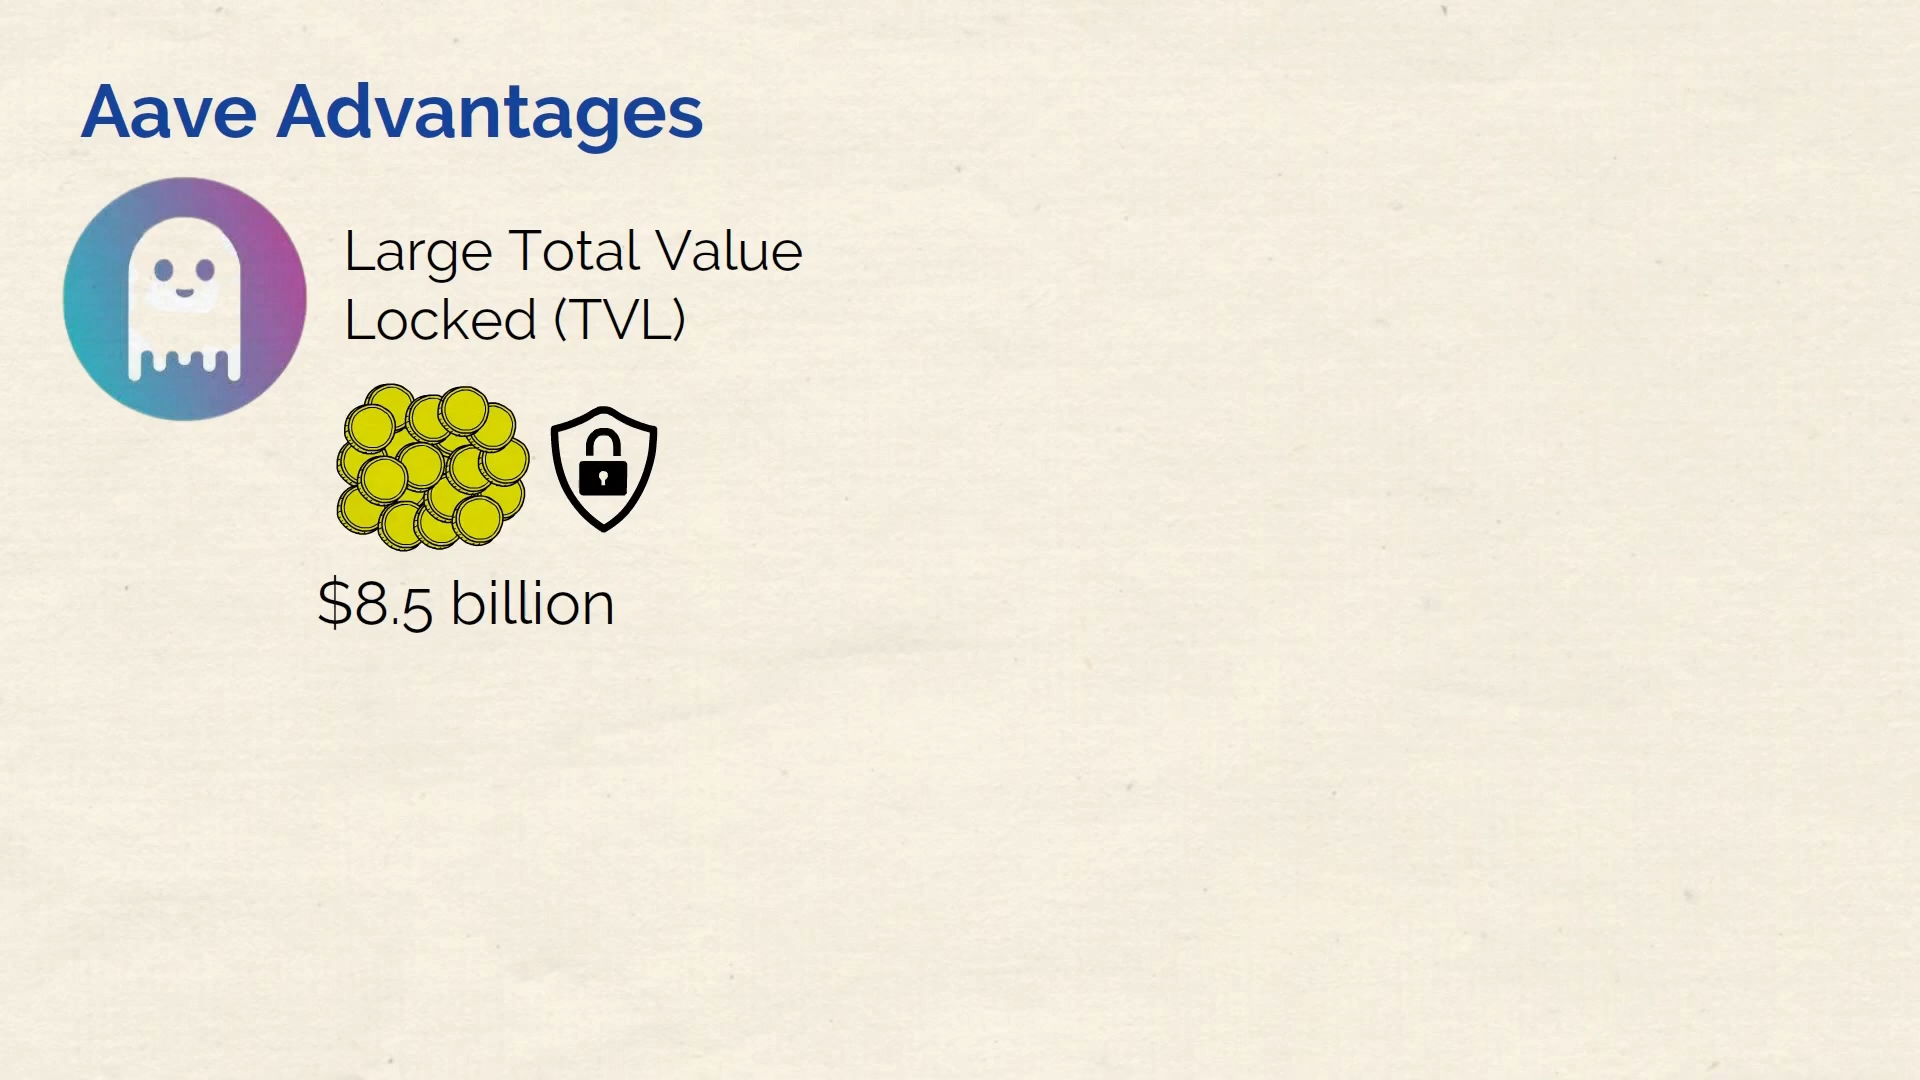 Aave Advantages
Large Total Value
Locked (TVL)
$8.5 billion